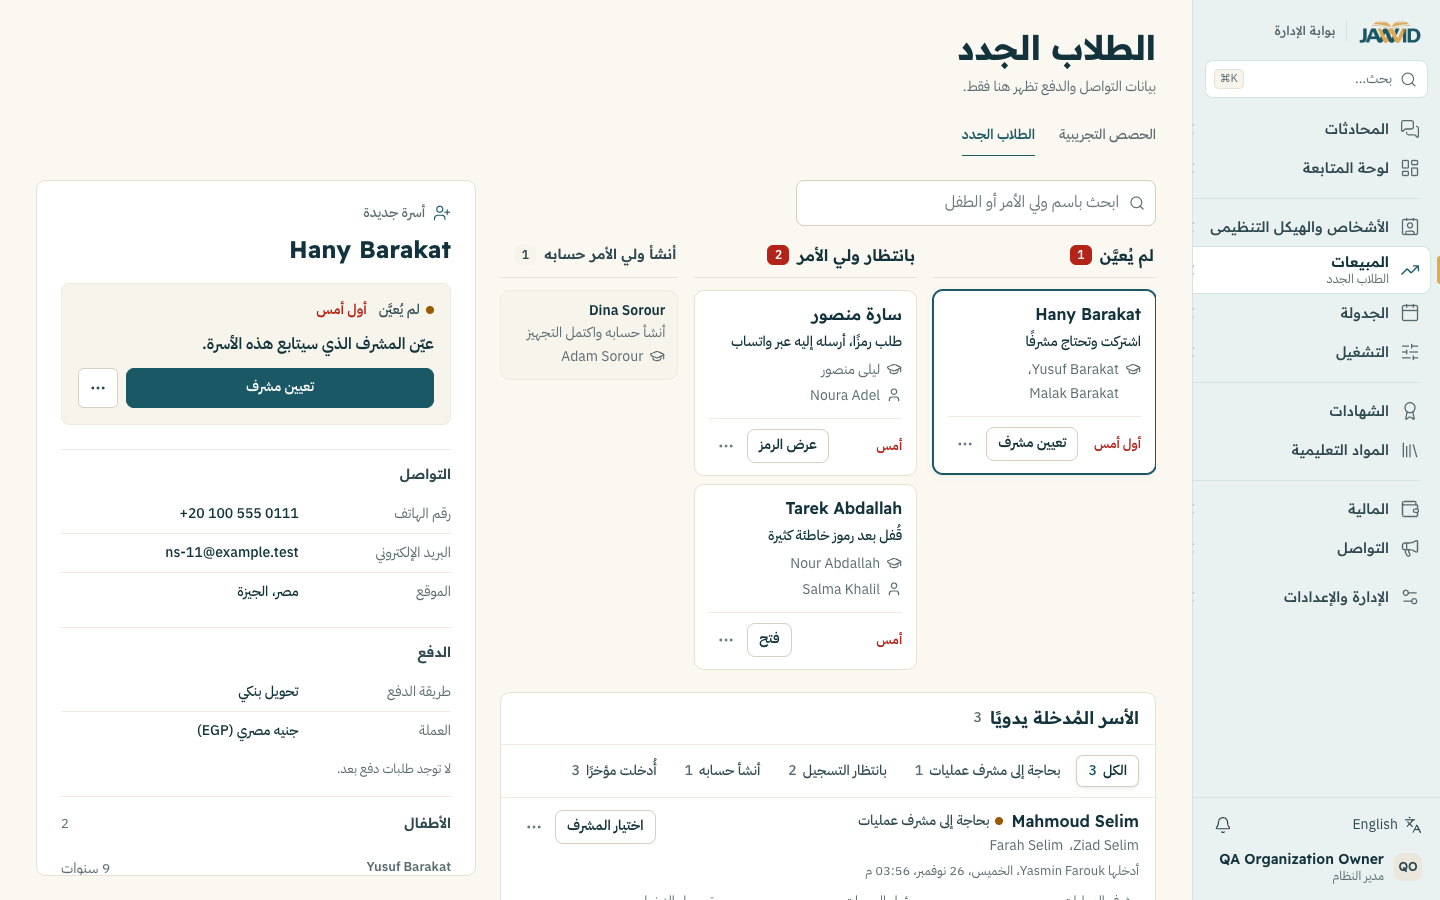 JAWWID
بوابة الإدارة
بحث...
⌘K
المحادثات
لوحة المتابعة
الأشخاص والهيكل التنظيمي
المبيعات
الطلاب الجدد
الجدولة
التشغيل
الشهادات
المواد التعليمية
المالية
التواصل
الإدارة والإعدادات
English
QA Organization Owner
مدير النظام
QO
الطلاب الجدد
بيانات التواصل والدفع تظهر هنا فقط.
الحصص التجريبية
الطلاب الجدد
ابحث باسم ولي الأمر أو الطفل
لم يُعيَّن 1
Hany Barakat
اشتركت وتحتاج مشرفًا
Yusuf Barakat،
Malak Barakat
أول أمس
تعيين مشرف
بانتظار ولي الأمر 2
سارة منصور
طلب رمزًا، أرسله إليه عبر واتساب
ليلى منصور
Noura Adel
أمس
عرض الرمز
Tarek Abdallah
قُفل بعد رموز خاطئة كثيرة
Nour Abdallah
Salma Khalil
أمس
فتح
أنشأ ولي الأمر حسابه 1
Dina Sorour
أنشأ حسابه واكتمل التجهيز
Adam Sorour
الأسر المُدخلة يدويًا 3
الكل 3
بحاجة إلى مشرف عمليات 1
بانتظار التسجيل 2
أنشأ حسابه 1
أُدخلت مؤخرًا 3
Mahmoud Selim
بحاجة إلى مشرف عمليات
Ziad Selim، Farah Selim
أدخلها Yasmin Farouk، الخميس، 26 نوفمبر، 03:56 م
اختيار المشرف
أسرة جديدة
Hany Barakat
لم يُعيَّن
أول أمس
عيّن المشرف الذي سيتابع هذه الأسرة.
تعيين مشرف
التواصل
رقم الهاتف
+20 100 555 0111
البريد الإلكتروني
ns-11@example.test
الموقع
مصر، الجيزة
الدفع
طريقة الدفع
تحويل بنكي
العملة
جنيه مصري (EGP)
لا توجد طلبات دفع بعد.
الأطفال
2
Yusuf Barakat
9 سنوات